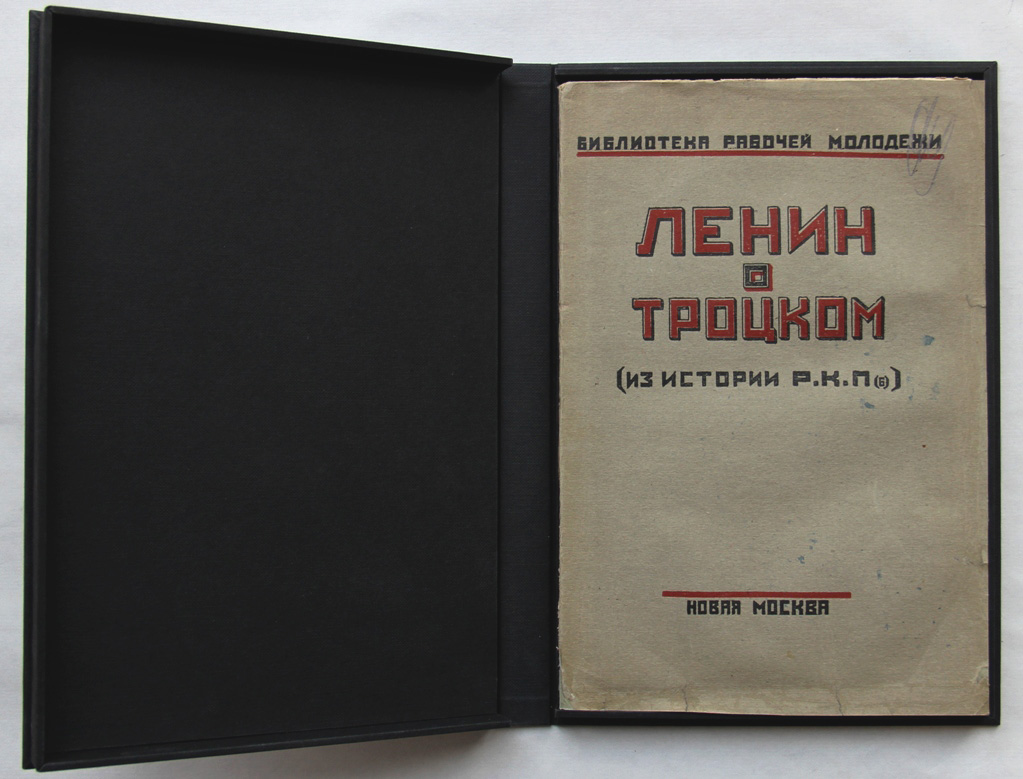 БИБЛИОТЕКА РАБОЧЕЙ МОЛОДЕЖИ
ЛЕНИН
О
ТРОЦКОМ
(ИЗ ИСТОРИИ Р.К.П(б))
НОВАЯ МОСКВА